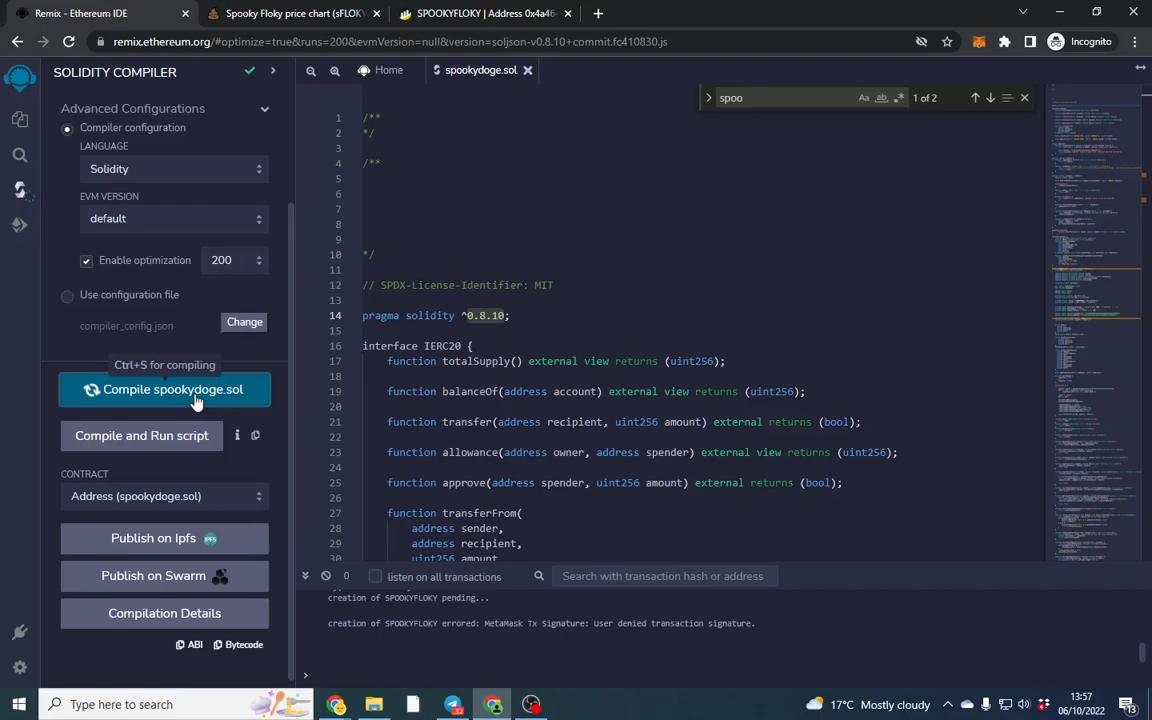 Remix - Ethereum IDE
Spooky Floky price chart (sFLOKY
SPOOKYFLOKY | Address 0x4a46
remix.ethereum.org/#optimize=true&runs=200&evmVersion=null&version=soljson-v0.8.10+commit.fc410830.js
Incognito
SOLIDITY COMPILER
Home
spookydoge.sol
spoo
Aa
ab
1 of 2
Advanced Configurations
Compiler configuration
LANGUAGE
Solidity
EVM VERSION
default
Enable optimization
200
Use configuration file
compiler_config.json
Change
Ctrl+S for compiling
Compile spookydoge.sol
Compile and Run script
i
CONTRACT
Address (spookydoge.sol)
Publish on Ipfs
IPFS
Publish on Swarm
Compilation Details
ABI
Bytecode
1 /**
2 */
3
4 /**
5
6
7
8
9
10 */
11
12 // SPDX-License-Identifier: MIT
13
14 pragma solidity ^0.8.10;
15
16 interface IERC20 {
17 function totalSupply() external view returns (uint256);
18
19 function balanceOf(address account) external view returns (uint256);
20
21 function transfer(address recipient, uint256 amount) external returns (bool);
22
23 function allowance(address owner, address spender) external view returns (uint256);
24
25 function approve(address spender, uint256 amount) external returns (bool);
26
27 function transferFrom(
28 address sender,
29 address recipient,
30 uint256 amount
0
listen on all transactions
Search with transaction hash or address
creation of SPOOKYFLOKY pending...
creation of SPOOKYFLOKY errored: MetaMask Tx Signature: User denied transaction signature.
>
Type here to search
32
17°C Mostly cloudy
13:57
06/10/2022
13